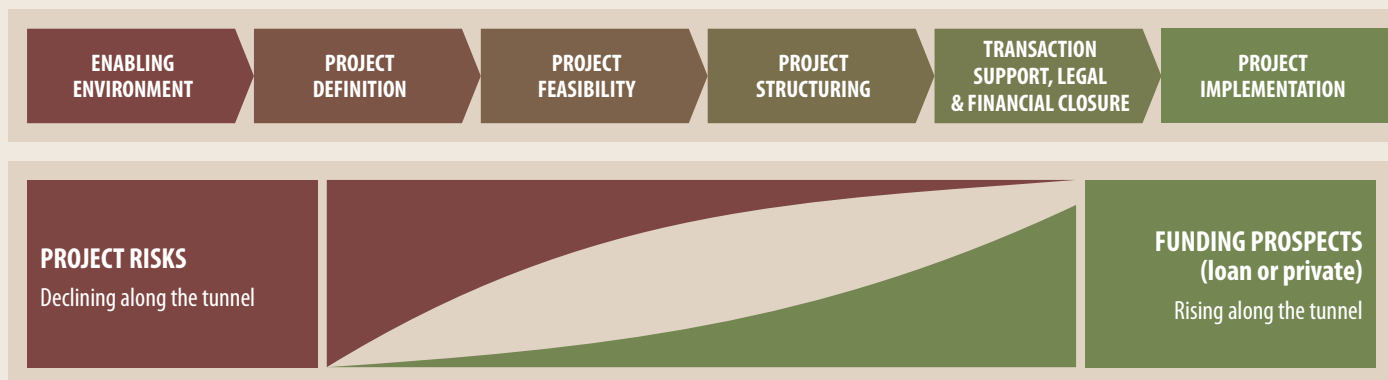 ENABLING
ENVIRONMENT
PROJECT
DEFINITION
PROJECT
FEASIBILITY
PROJECT
STRUCTURING
TRANSACTION
SUPPORT, LEGAL
& FINANCIAL CLOSURE
PROJECT
IMPLEMENTATION
PROJECT RISKS
Declining along the tunnel
FUNDING PROSPECTS
(loan or private)
Rising along the tunnel